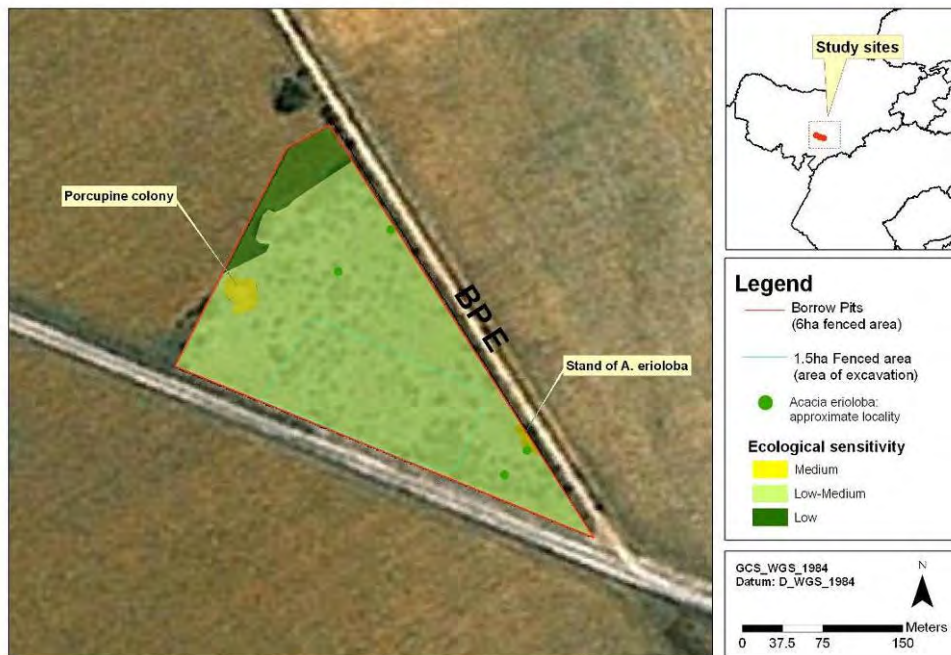 Porcupine colony
BP E
Stand of A. erioloba
Study sites
Legend
Borrow Pits
(6ha fenced area)
1.5ha Fenced area
(area of excavation)
Acacia erioloba:
approximate locality
Ecological sensitivity
Medium
Low-Medium
Low
GCS_WGS_1984
Datum: D_WGS_1984
N
Meters
0 37.5 75 150